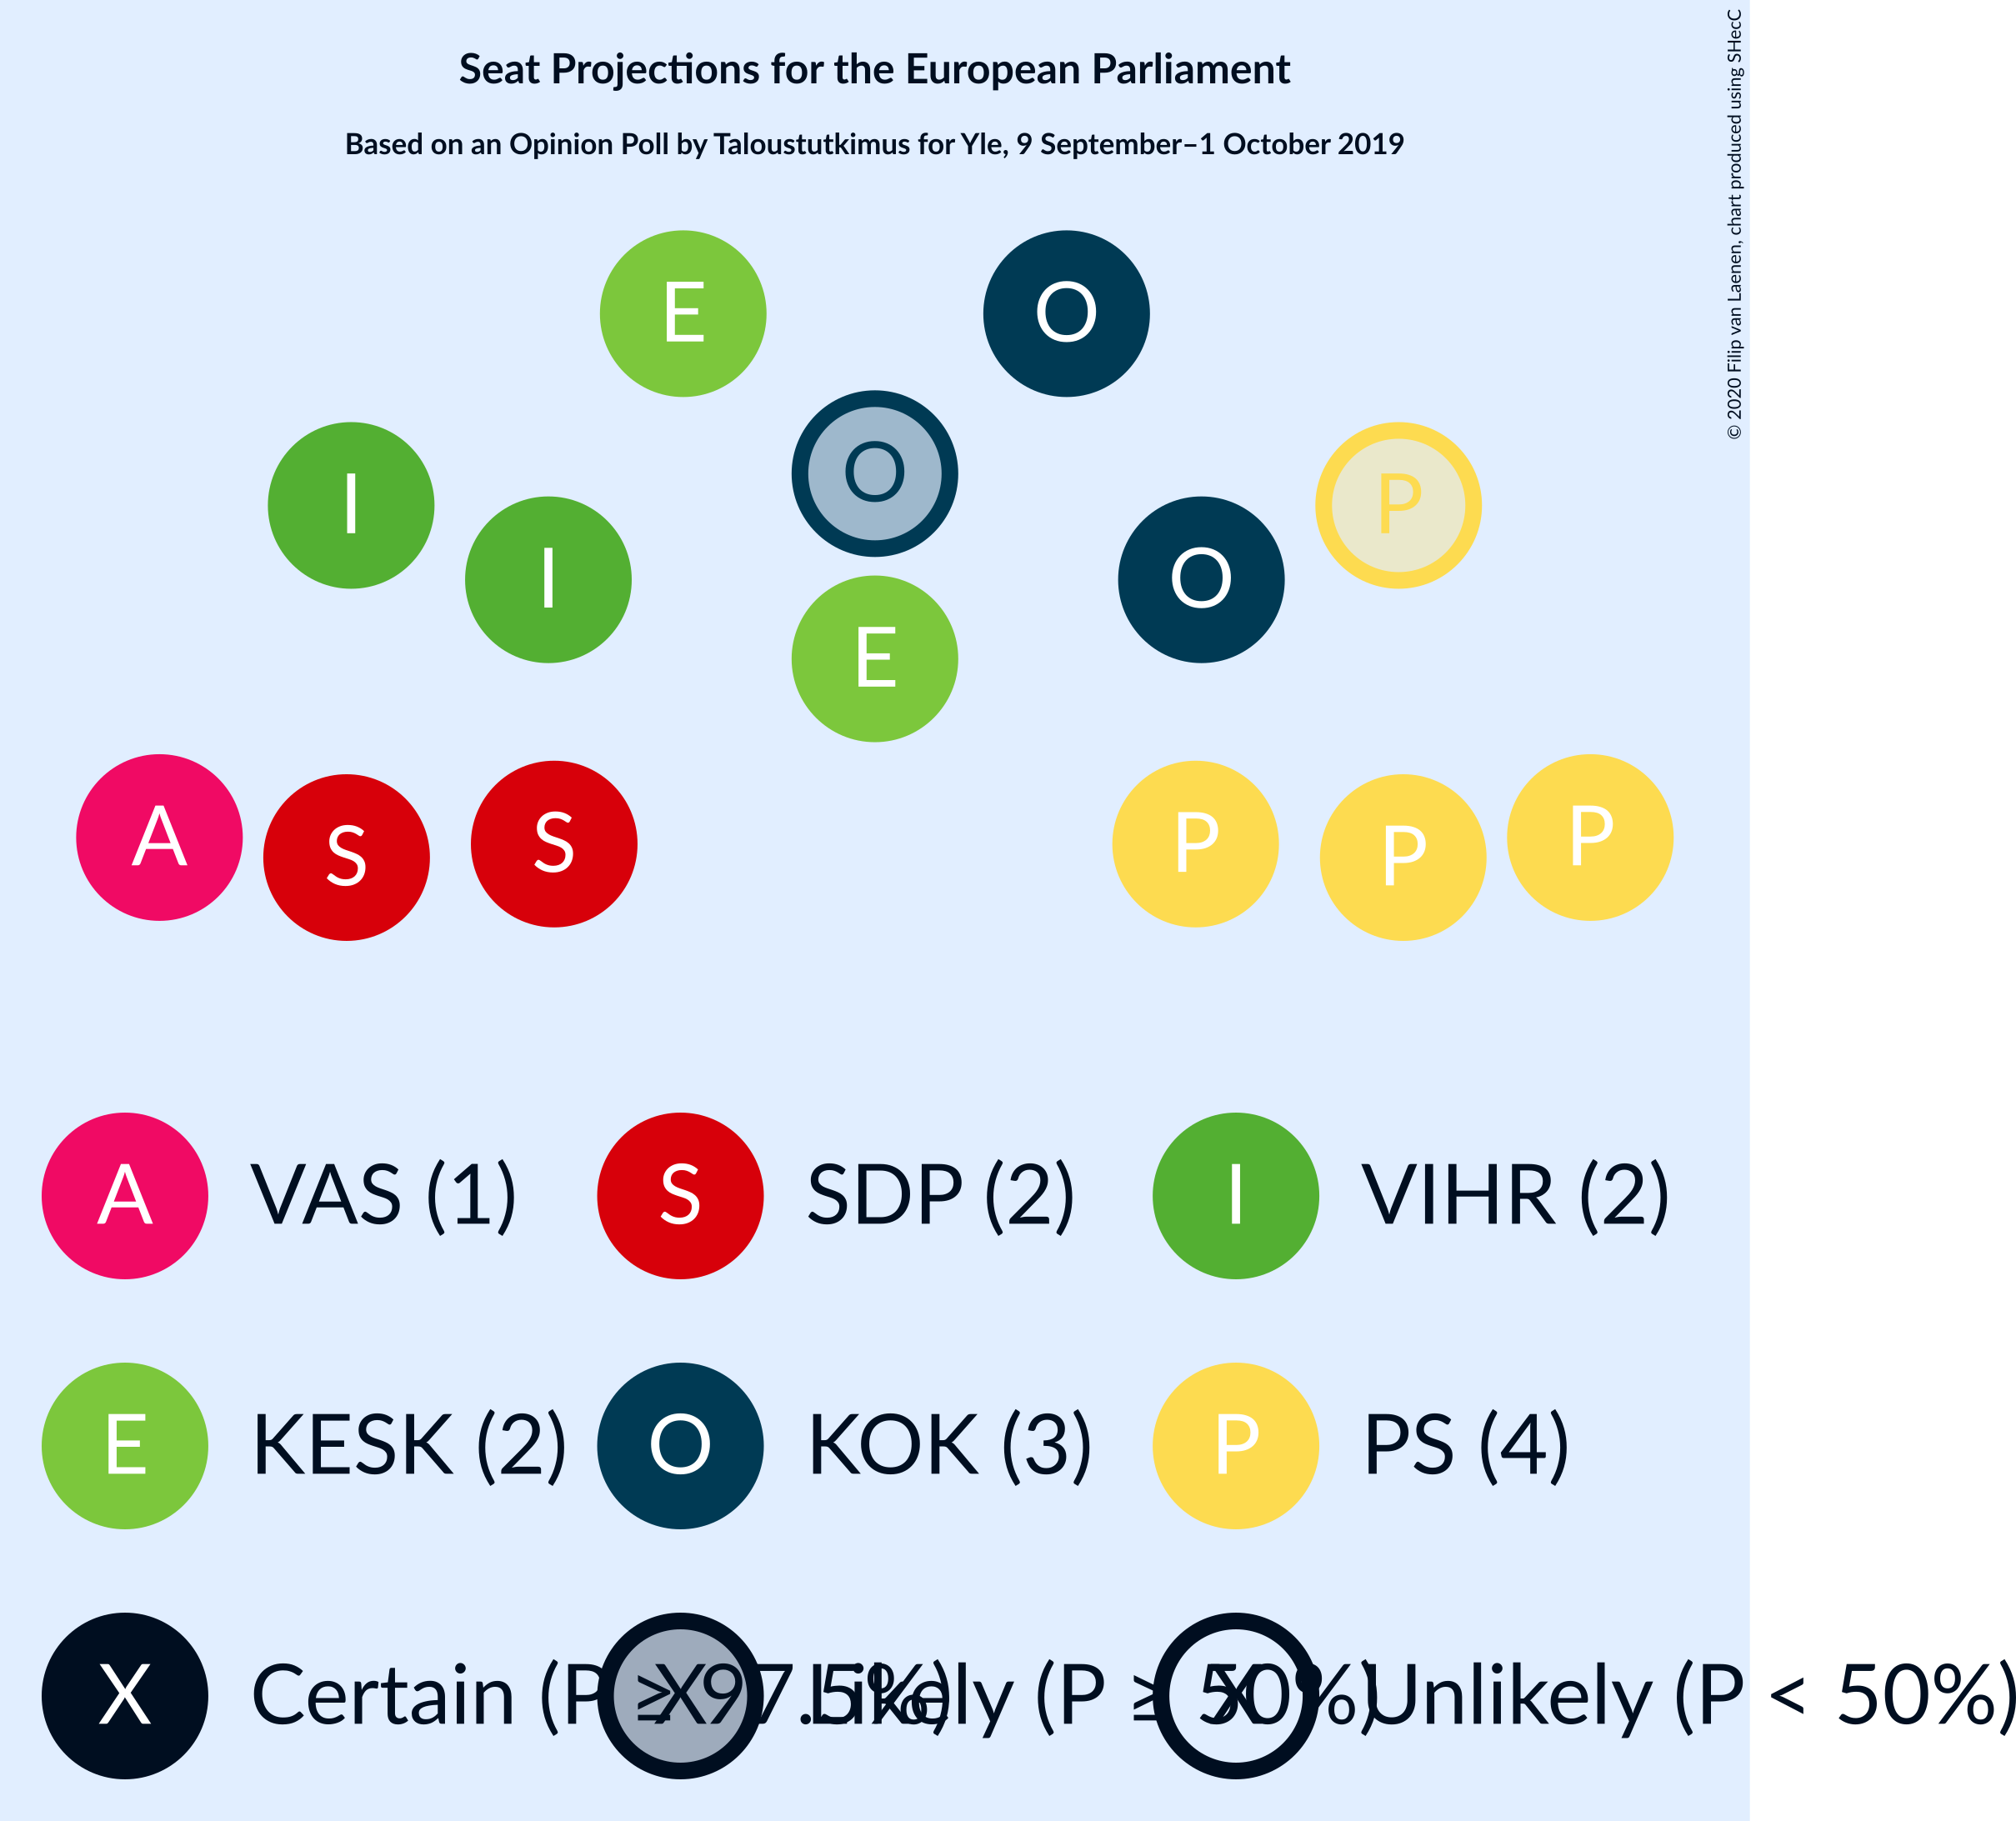 Seat Projections for the European Parliament
Based on an Opinion Poll by Taloustutkimus for Yle, 9 September–1 October 2019
© 2020 Filip van Laenen, chart produced using SHecC
E O
O
I P
I O
E
A P
S P
S P
A VAS (1) S SDP (2) I VIHR (2)
E KESK (2) O KOK (3) P PS (4)
X Certain (P ≥ 97.5%) X Likely (P ≥ 50%) X Unlikely (P < 50%)